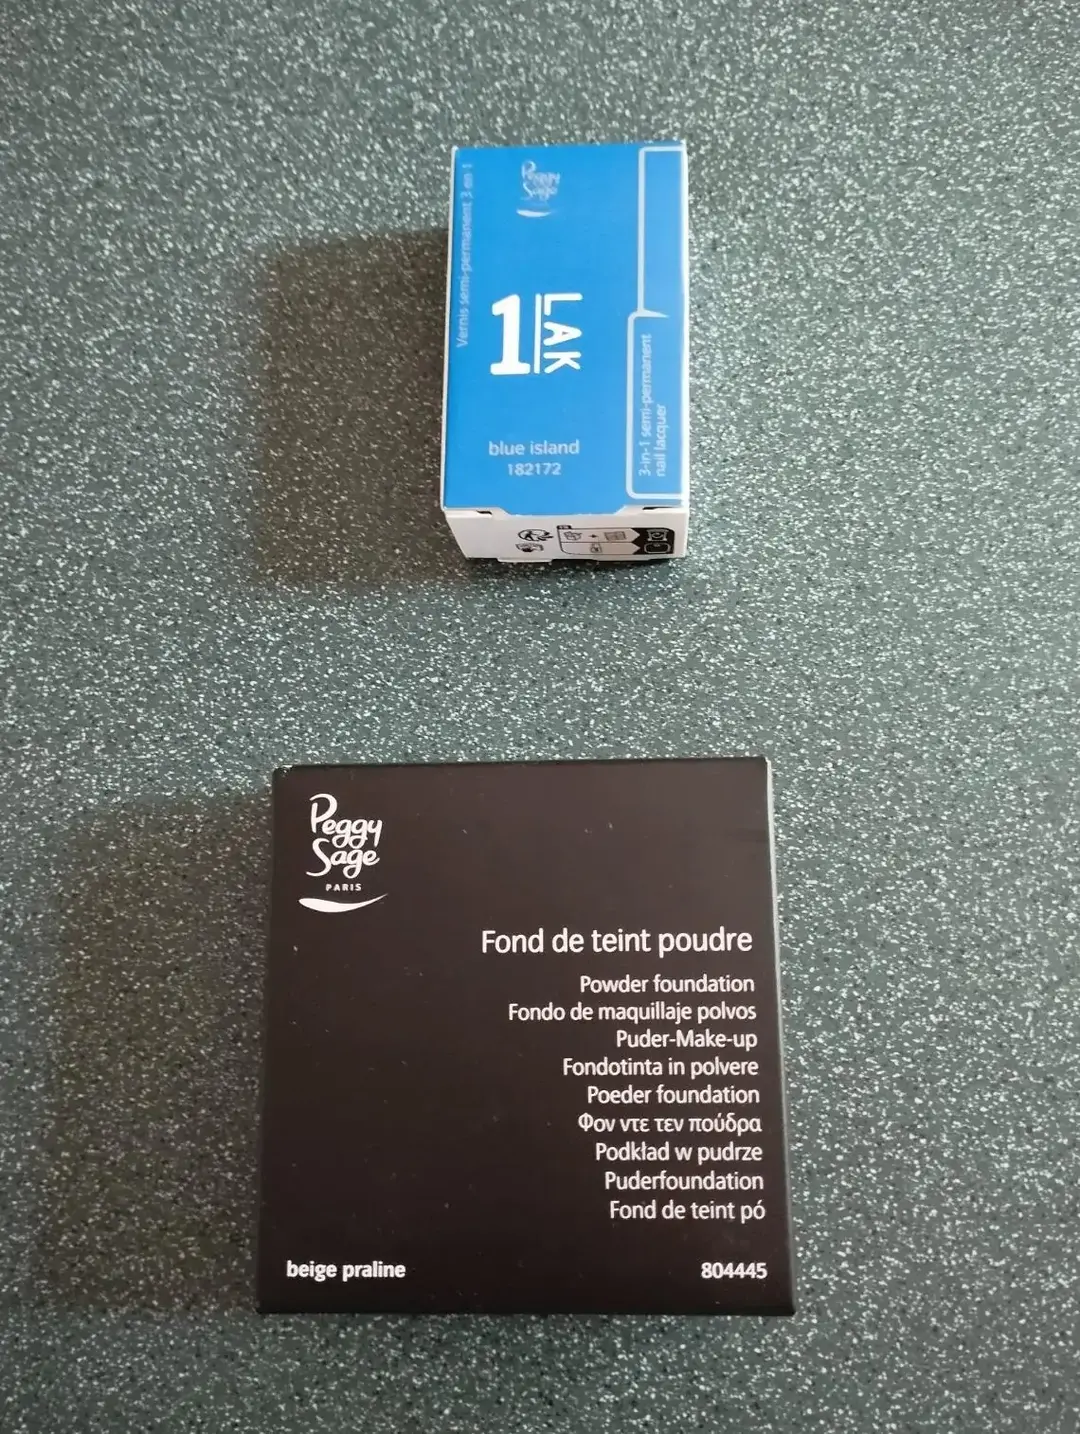 Peggy
Sage
Vernis semi-permanent 3 en 1
1 LAK
blue island
182172
3-in-1 semi-permanent
nail lacquer
Peggy
Sage
PARIS
Fond de teint poudre
Powder foundation
Fondo de maquillaje polvos
Puder-Make-up
Fondotinta in polvere
Poeder foundation
Φον ντε τεν πούδρα
Podkład w pudrze
Puderfoundation
Fond de teint pó
beige praline
804445